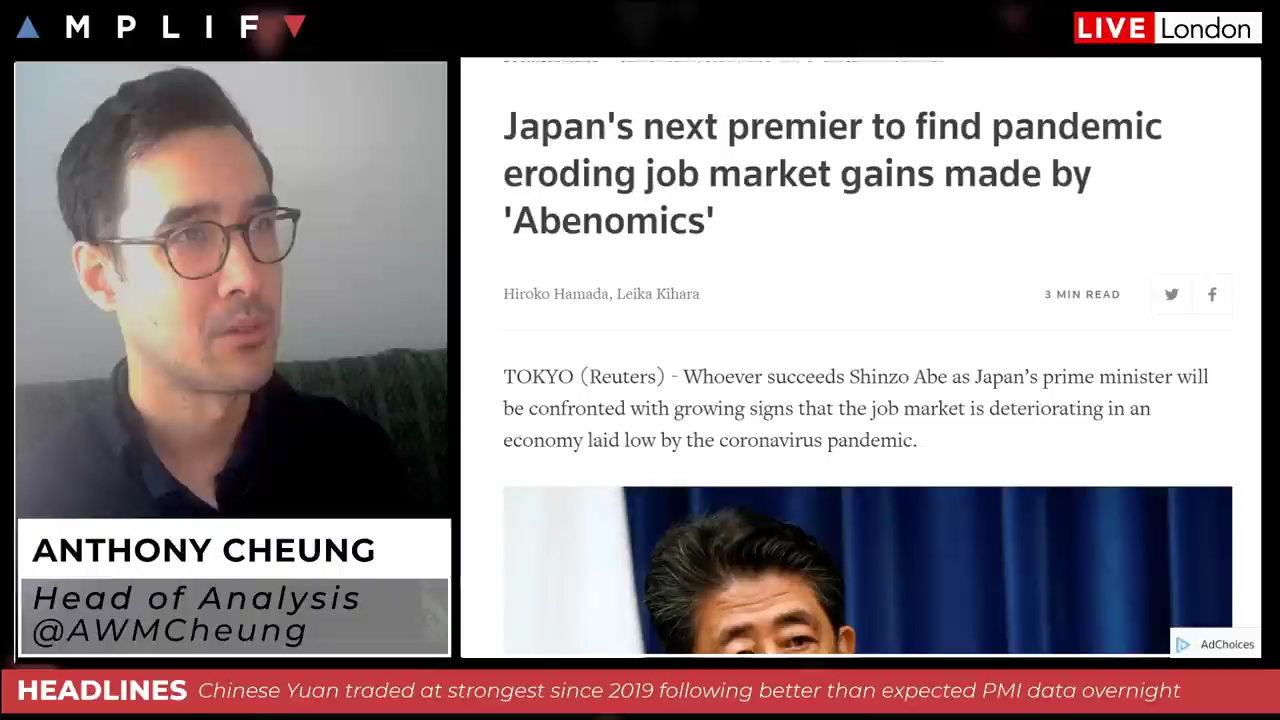 AMPLIFY
LIVE London
Japan's next premier to find pandemic
eroding job market gains made by
'Abenomics'
Hiroko Hamada, Leika Kihara
3 MIN READ
TOKYO (Reuters) - Whoever succeeds Shinzo Abe as Japan's prime minister will
be confronted with growing signs that the job market is deteriorating in an
economy laid low by the coronavirus pandemic.
AdChoices
ANTHONY CHEUNG
Head of Analysis
@AWMCheung
HEADLINES Chinese Yuan traded at strongest since 2019 following better than expected PMI data overnight